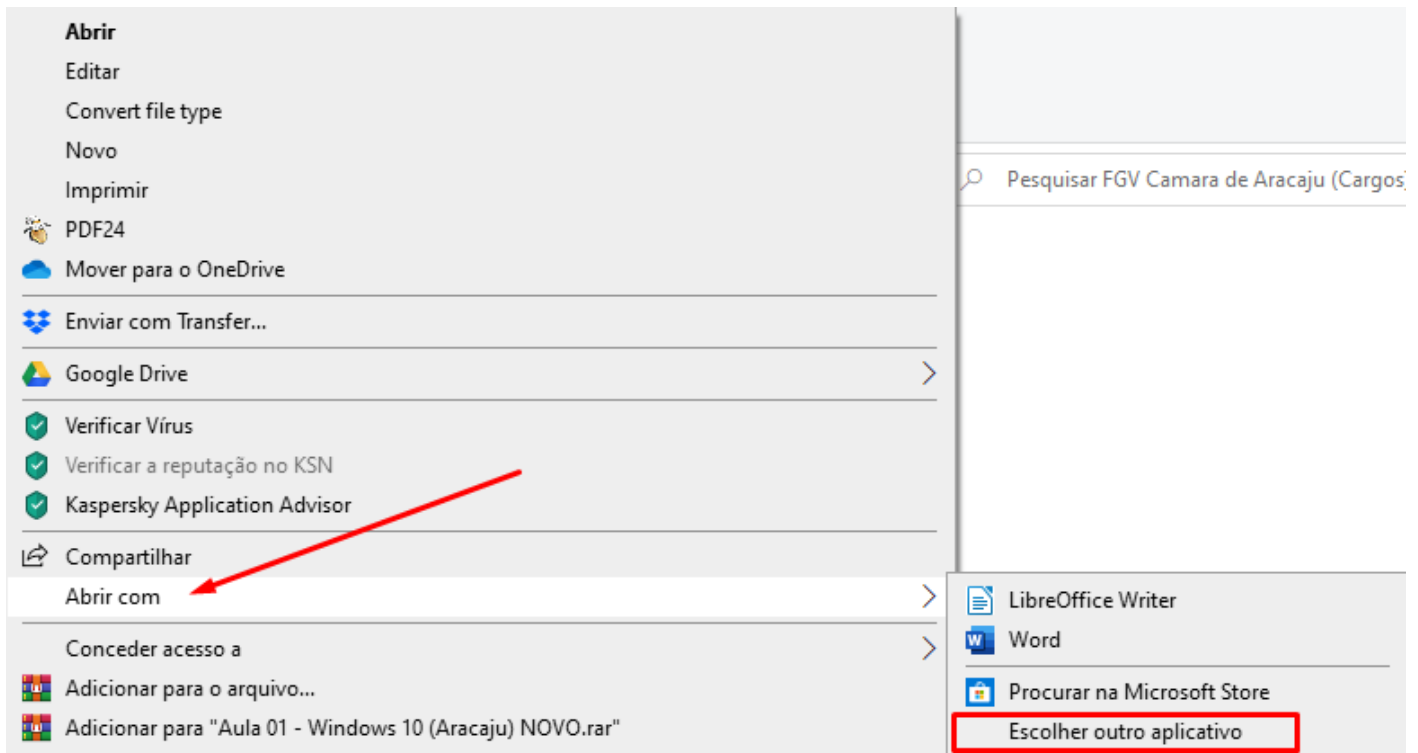 Abrir
Editar
Convert file type
Novo
Imprimir
PDF24
Mover para o OneDrive
Enviar com Transfer...
Google Drive
Verificar Vírus
Verificar a reputação no KSN
Kaspersky Application Advisor
Compartilhar
Abrir com
Conceder acesso a
Adicionar para o arquivo...
Adicionar para "Aula 01 - Windows 10 (Aracaju) NOVO.rar"
Pesquisar FGV Camara de Aracaju (Cargos)
LibreOffice Writer
Word
Procurar na Microsoft Store
Escolher outro aplicativo